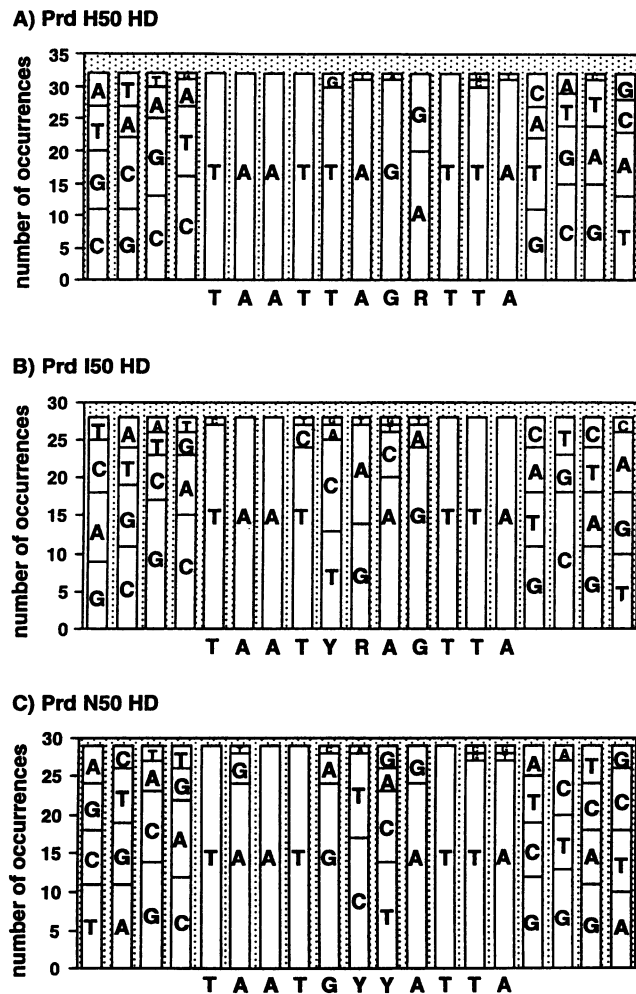 A) Prd H50 HD
number of occurrences
35
30
25
20
15
10
5
0
A T T A G
T A A A G C A T G
T C A T C
T G C T T A A T T A G A T T A T G A A
C G C C G C G T
T A A T T A G R T T A
B) Prd I50 HD
number of occurrences
30
25
20
15
10
5
0
T A A T C A A C T C C
C T T G A C A G T A
A G C A T A A T C A G T T A T A G
G C G C T G G C G T
T A A T Y R A G T T A
C) Prd N50 HD
number of occurrences
30
25
20
15
10
5
0
A C T T G A G G A A T G
G T A G T A T C C C
C G C A T A A T G C A T T A C T A T
T A G C C T G G G A
T A A T G Y Y A T T A